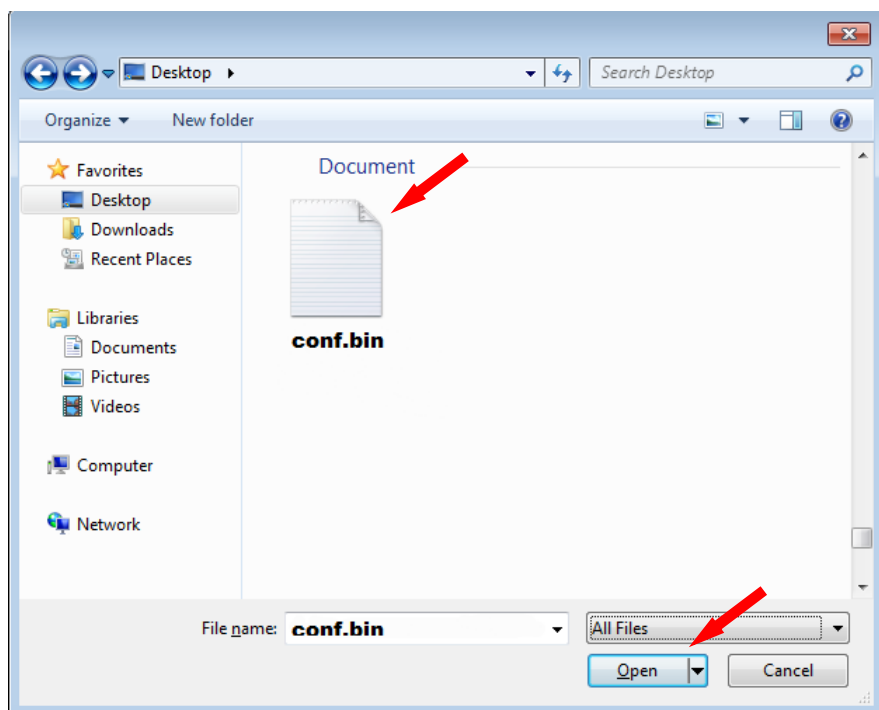 Desktop
Search Desktop
Organize
New folder
Favorites
Desktop
Downloads
Recent Places
Libraries
Documents
Pictures
Videos
Computer
Network
Document
conf.bin
File name: conf.bin
All Files
Open
Cancel